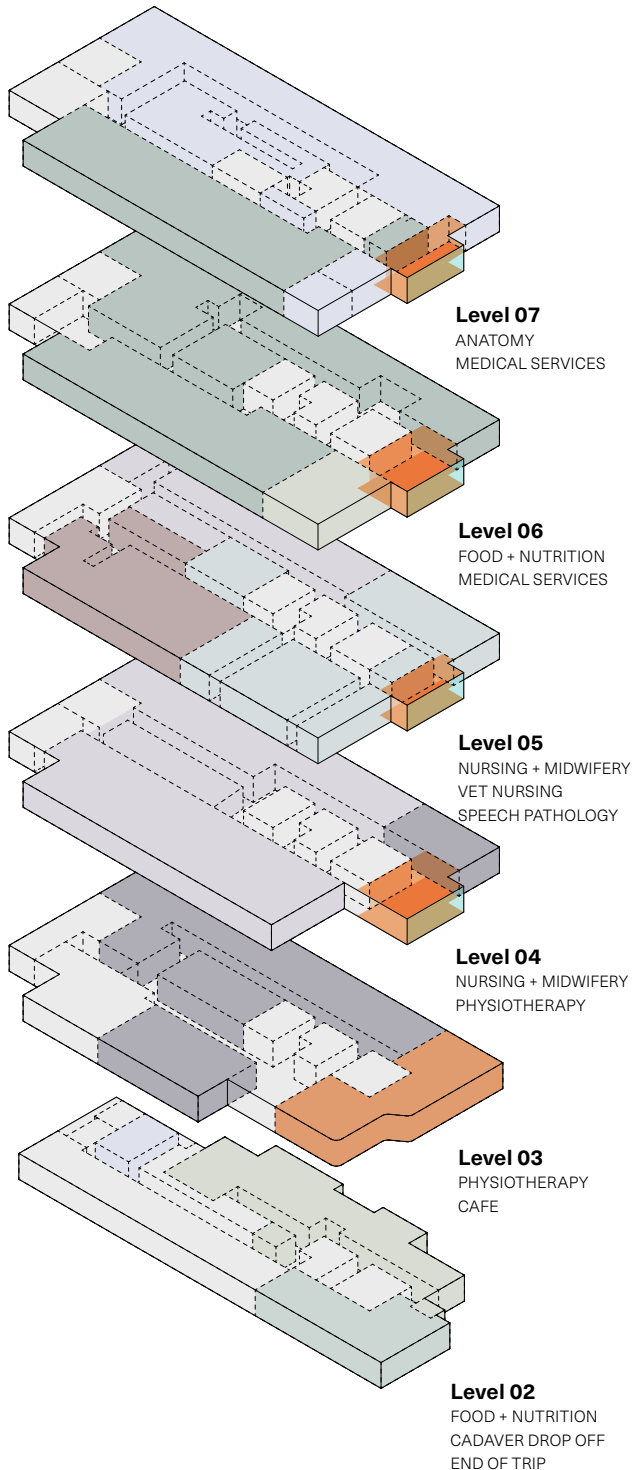 Level 07
ANATOMY
MEDICAL SERVICES
Level 06
FOOD + NUTRITION
MEDICAL SERVICES
Level 05
NURSING + MIDWIFERY
VET NURSING
SPEECH PATHOLOGY
Level 04
NURSING + MIDWIFERY
PHYSIOTHERAPY
Level 03
PHYSIOTHERAPY
CAFE
Level 02
FOOD + NUTRITION
CADAVER DROP OFF
END OF TRIP